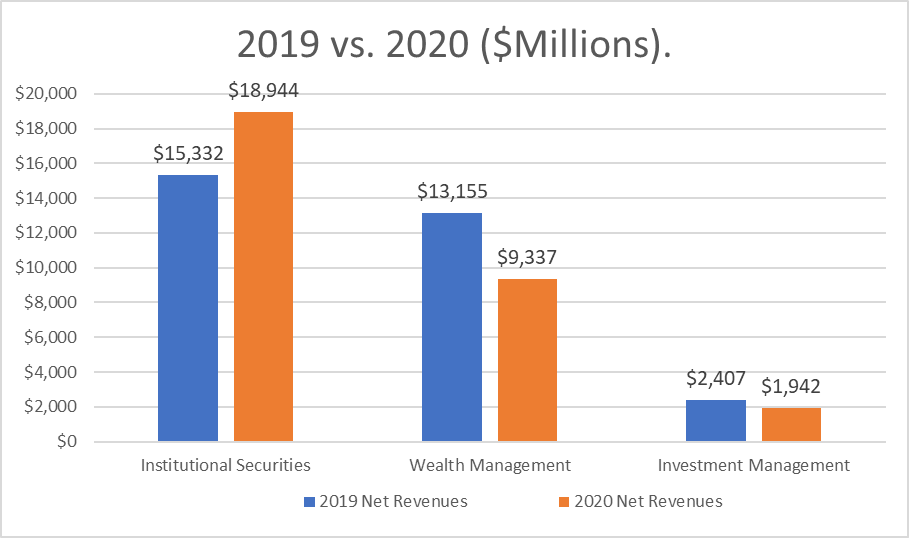 2019 vs. 2020 ($Millions).
$20,000
$18,000
$16,000
$14,000
$12,000
$10,000
$8,000
$6,000
$4,000
$2,000
$0
$15,332
$18,944
$13,155
$9,337
$2,407
$1,942
Institutional Securities
Wealth Management
Investment Management
2019 Net Revenues
2020 Net Revenues